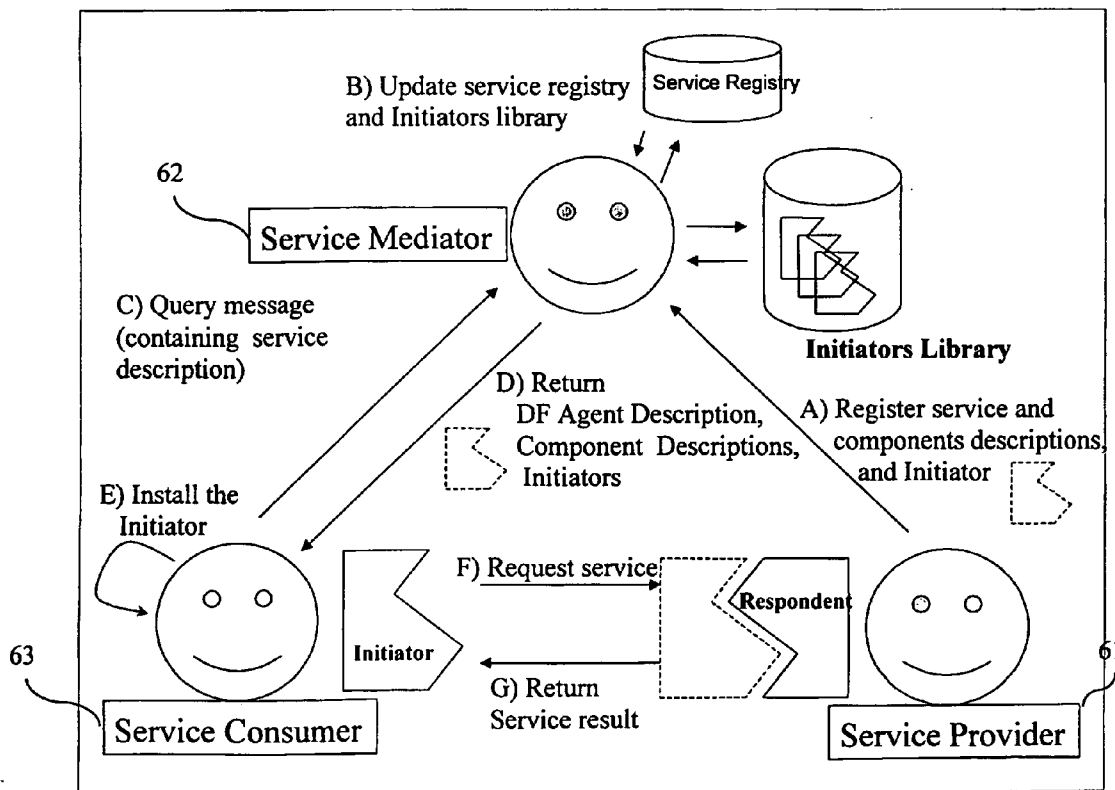 Service Registry
B) Update service registry
and Initiators library
62
Service Mediator
C) Query message
(containing service
description)
Initiators Library
D) Return
DF Agent Description,
Component Descriptions,
Initiators
A) Register service and
components descriptions,
and Initiator
E) Install the
Initiator
F) Request service
Respondent
Initiator
63
G) Return
Service result
Service Consumer
Service Provider